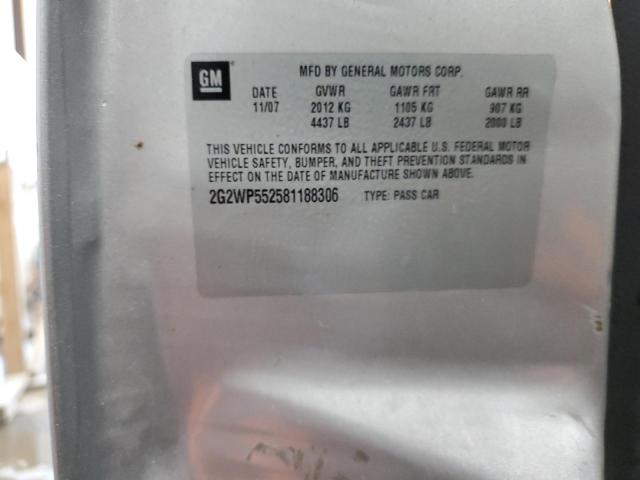 GM
MFD BY GENERAL MOTORS CORP.
DATE GVWR GAWR FRT GAWR RR
11/07 2012 KG 1105 KG 907 KG
4437 LB 2437 LB 2000 LB
THIS VEHICLE CONFORMS TO ALL APPLICABLE U.S. FEDERAL MOTOR
VEHICLE SAFETY, BUMPER, AND THEFT PREVENTION STANDARDS IN
EFFECT ON THE DATE OF MANUFACTURE SHOWN ABOVE.
2G2WP552581188306 TYPE: PASS CAR